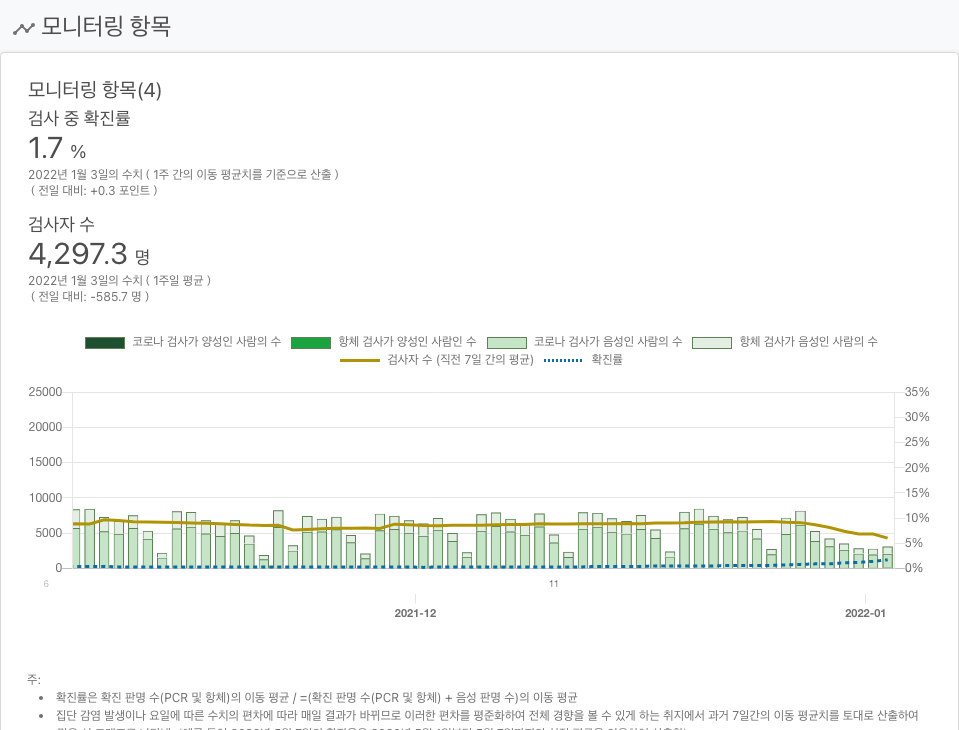 모니터링 항목
모니터링 항목(4)
검사 중 확진률
1.7 %
2022년 1월 3일의 수치 ( 1주 간의 이동 평균치를 기준으로 산출 )
( 전일 대비: +0.3 포인트 )
검사자 수
4,297.3 명
2022년 1월 3일의 수치 ( 1주일 평균 )
( 전일 대비: -585.7 명 )
코로나 검사가 양성인 사람의 수 항체 검사가 양성인 사람인 수 코로나 검사가 음성인 사람의 수 항체 검사가 음성인 사람의 수
검사자 수 (직전 7일 간의 평균) 확진률
25000 35%
30%
20000
25%
15000
20%
15%
10000
10%
5000
5%
0 0%
6 11
2021-12 2022-01
주:
확진률은 확진 판명 수(PCR 및 항체)의 이동 평균 / =(확진 판명 수(PCR 및 항체) + 음성 판명 수)의 이동 평균
집단 감염 발생이나 요일에 따른 수치의 편차에 따라 매일 결과가 바뀌므로 이러한 편차를 평준화하여 전체 경향을 볼 수 있게 하는 취지에서 과거 7일간의 이동 평균치를 토대로 산출하여